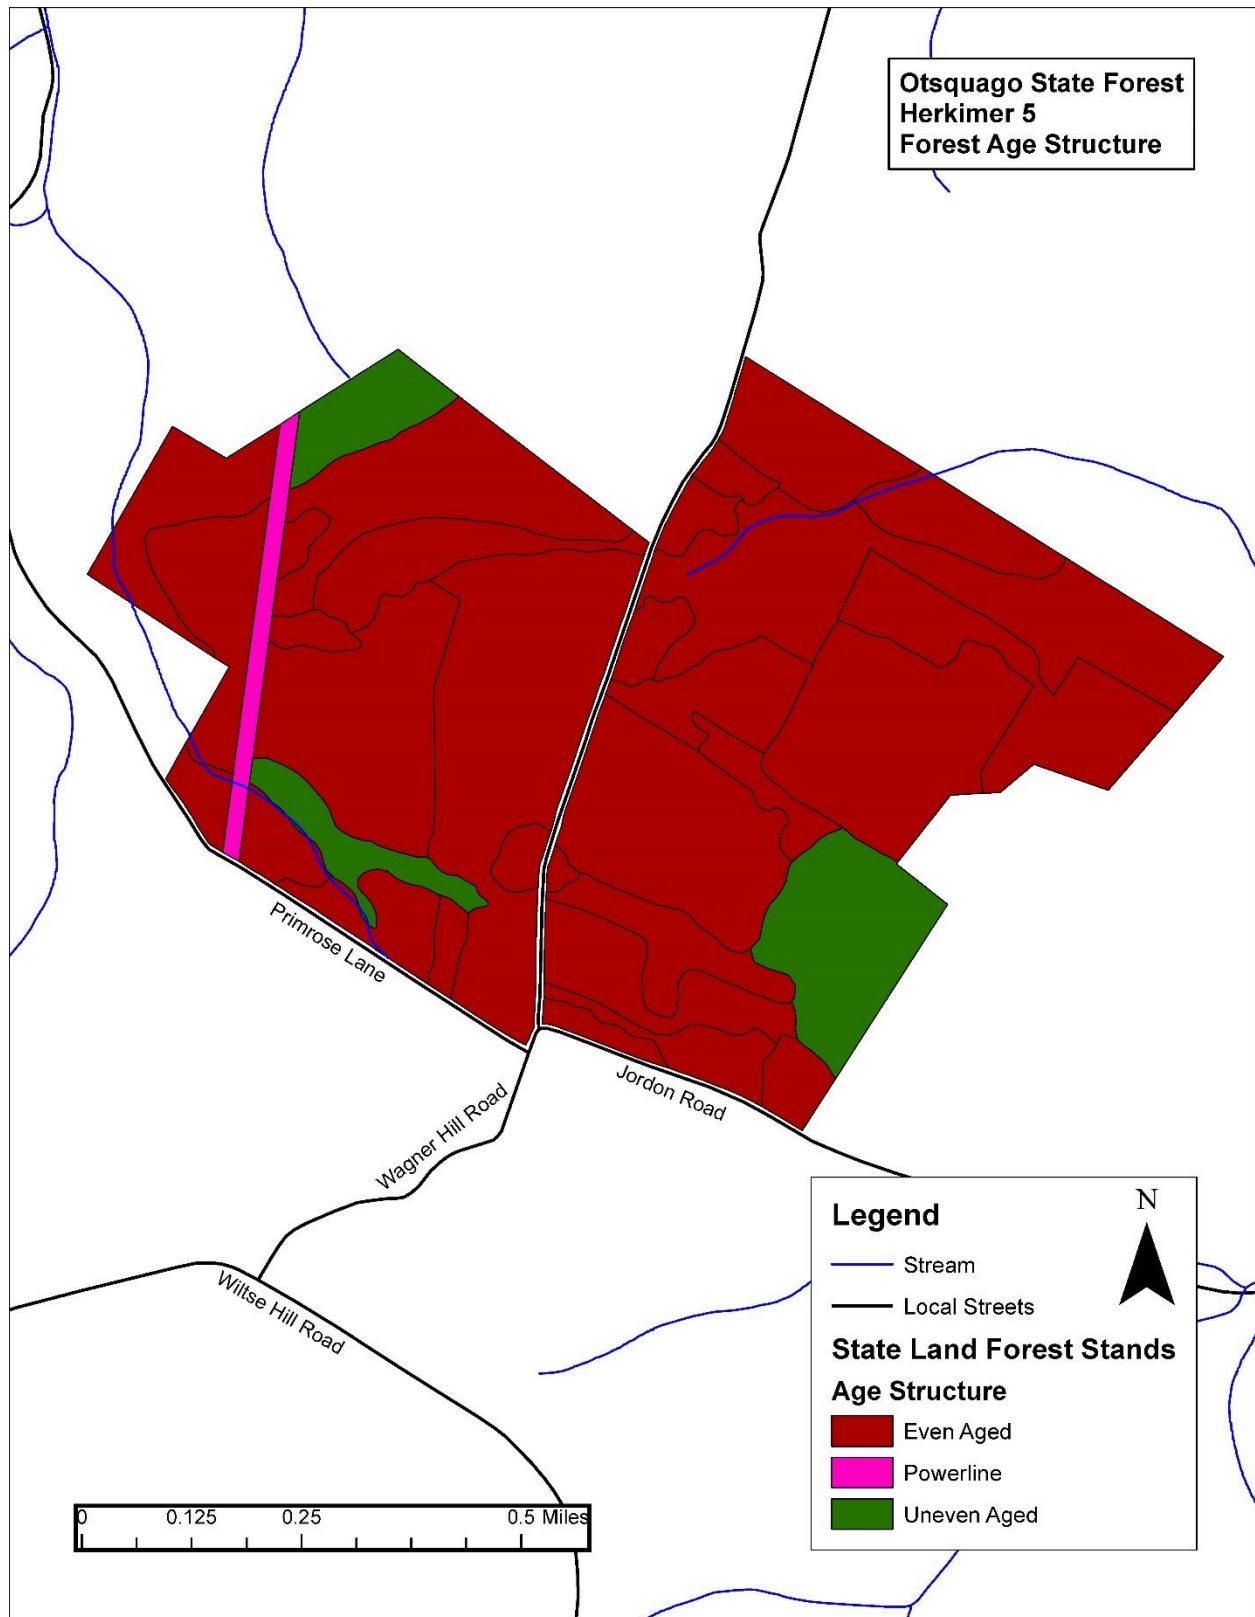 Otsquago State Forest
Herkimer 5
Forest Age Structure
Primrose Lane
Jordon Road
Wagner Hill Road
Wiltse Hill Road
Legend
N
Stream
Local Streets
State Land Forest Stands
Age Structure
Even Aged
Powerline
Uneven Aged
0 0.125 0.25 0.5 Miles